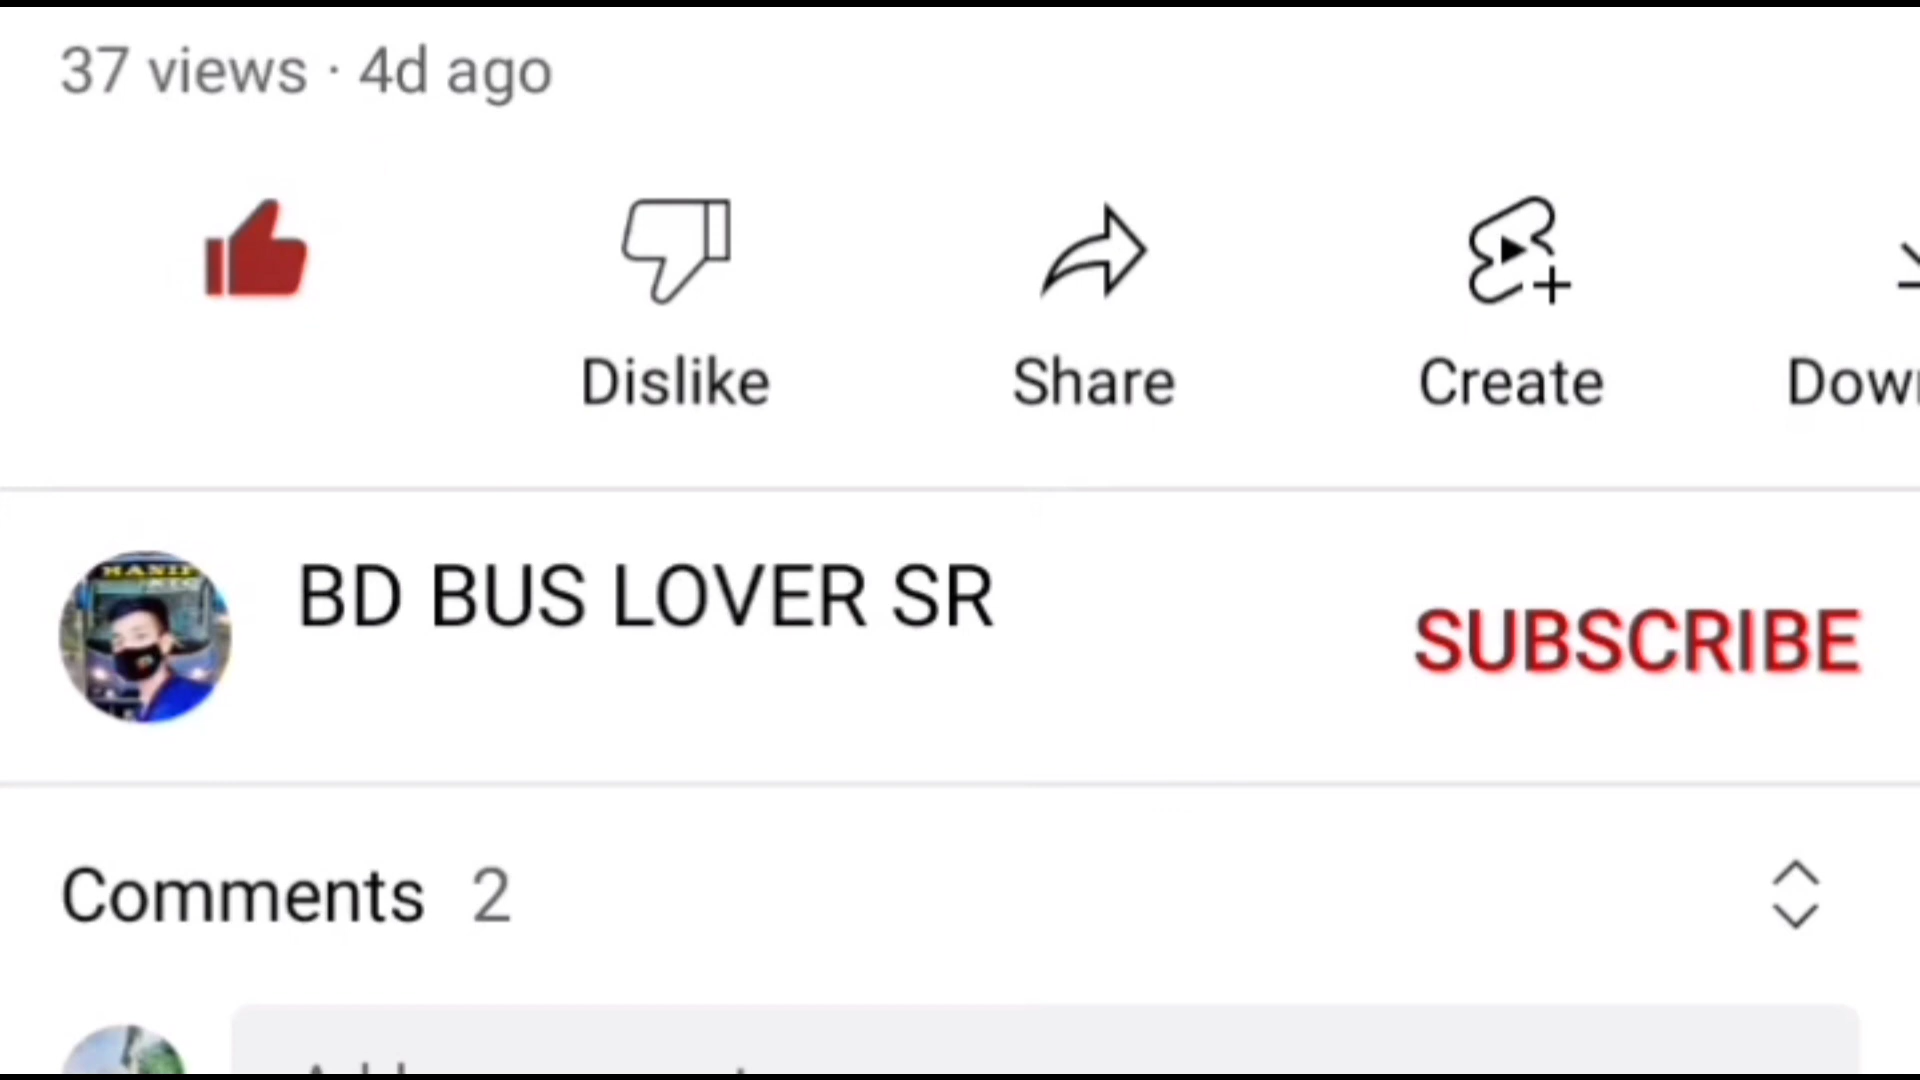 37 views · 4d ago
Dislike
Share
Create
BD BUS LOVER SR
SUBSCRIBE
Comments 2